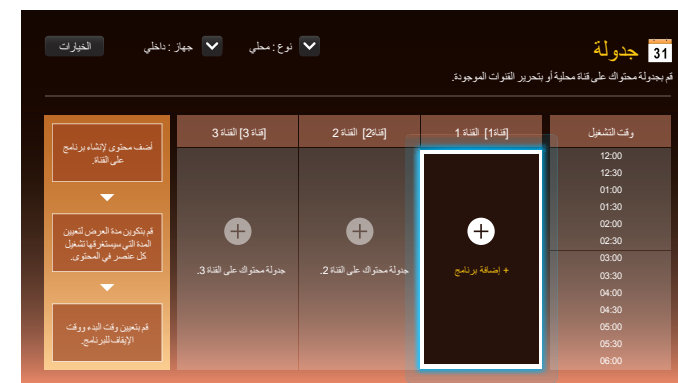 31 جدولة
نوع: محلي
جهاز: داخلي
الخيارات
قم بجدولة محتواك على قناة محلية أو بتحرير القنوات الموجودة.
وقت التشغيل
[قناة1] القناة 1
[قناة2] القناة 2
[قناة 3] القناة 3
12:00
12:30
01:00
01:30
02:00
02:30
03:00
03:30
04:00
04:30
05:00
05:30
06:00
+ إضافة برنامج
جدولة محتواك على القناة 2.
جدولة محتواك على القناة 3.
أضف محتوى لإنشاء برنامج
على القناة.
قم بتكوين مدة العرض لتعيين
المدة التي سيستغرقها تشغيل
كل عنصر في المحتوى.
قم بتعيين وقت البدء ووقت
الإيقاف للبرنامج.